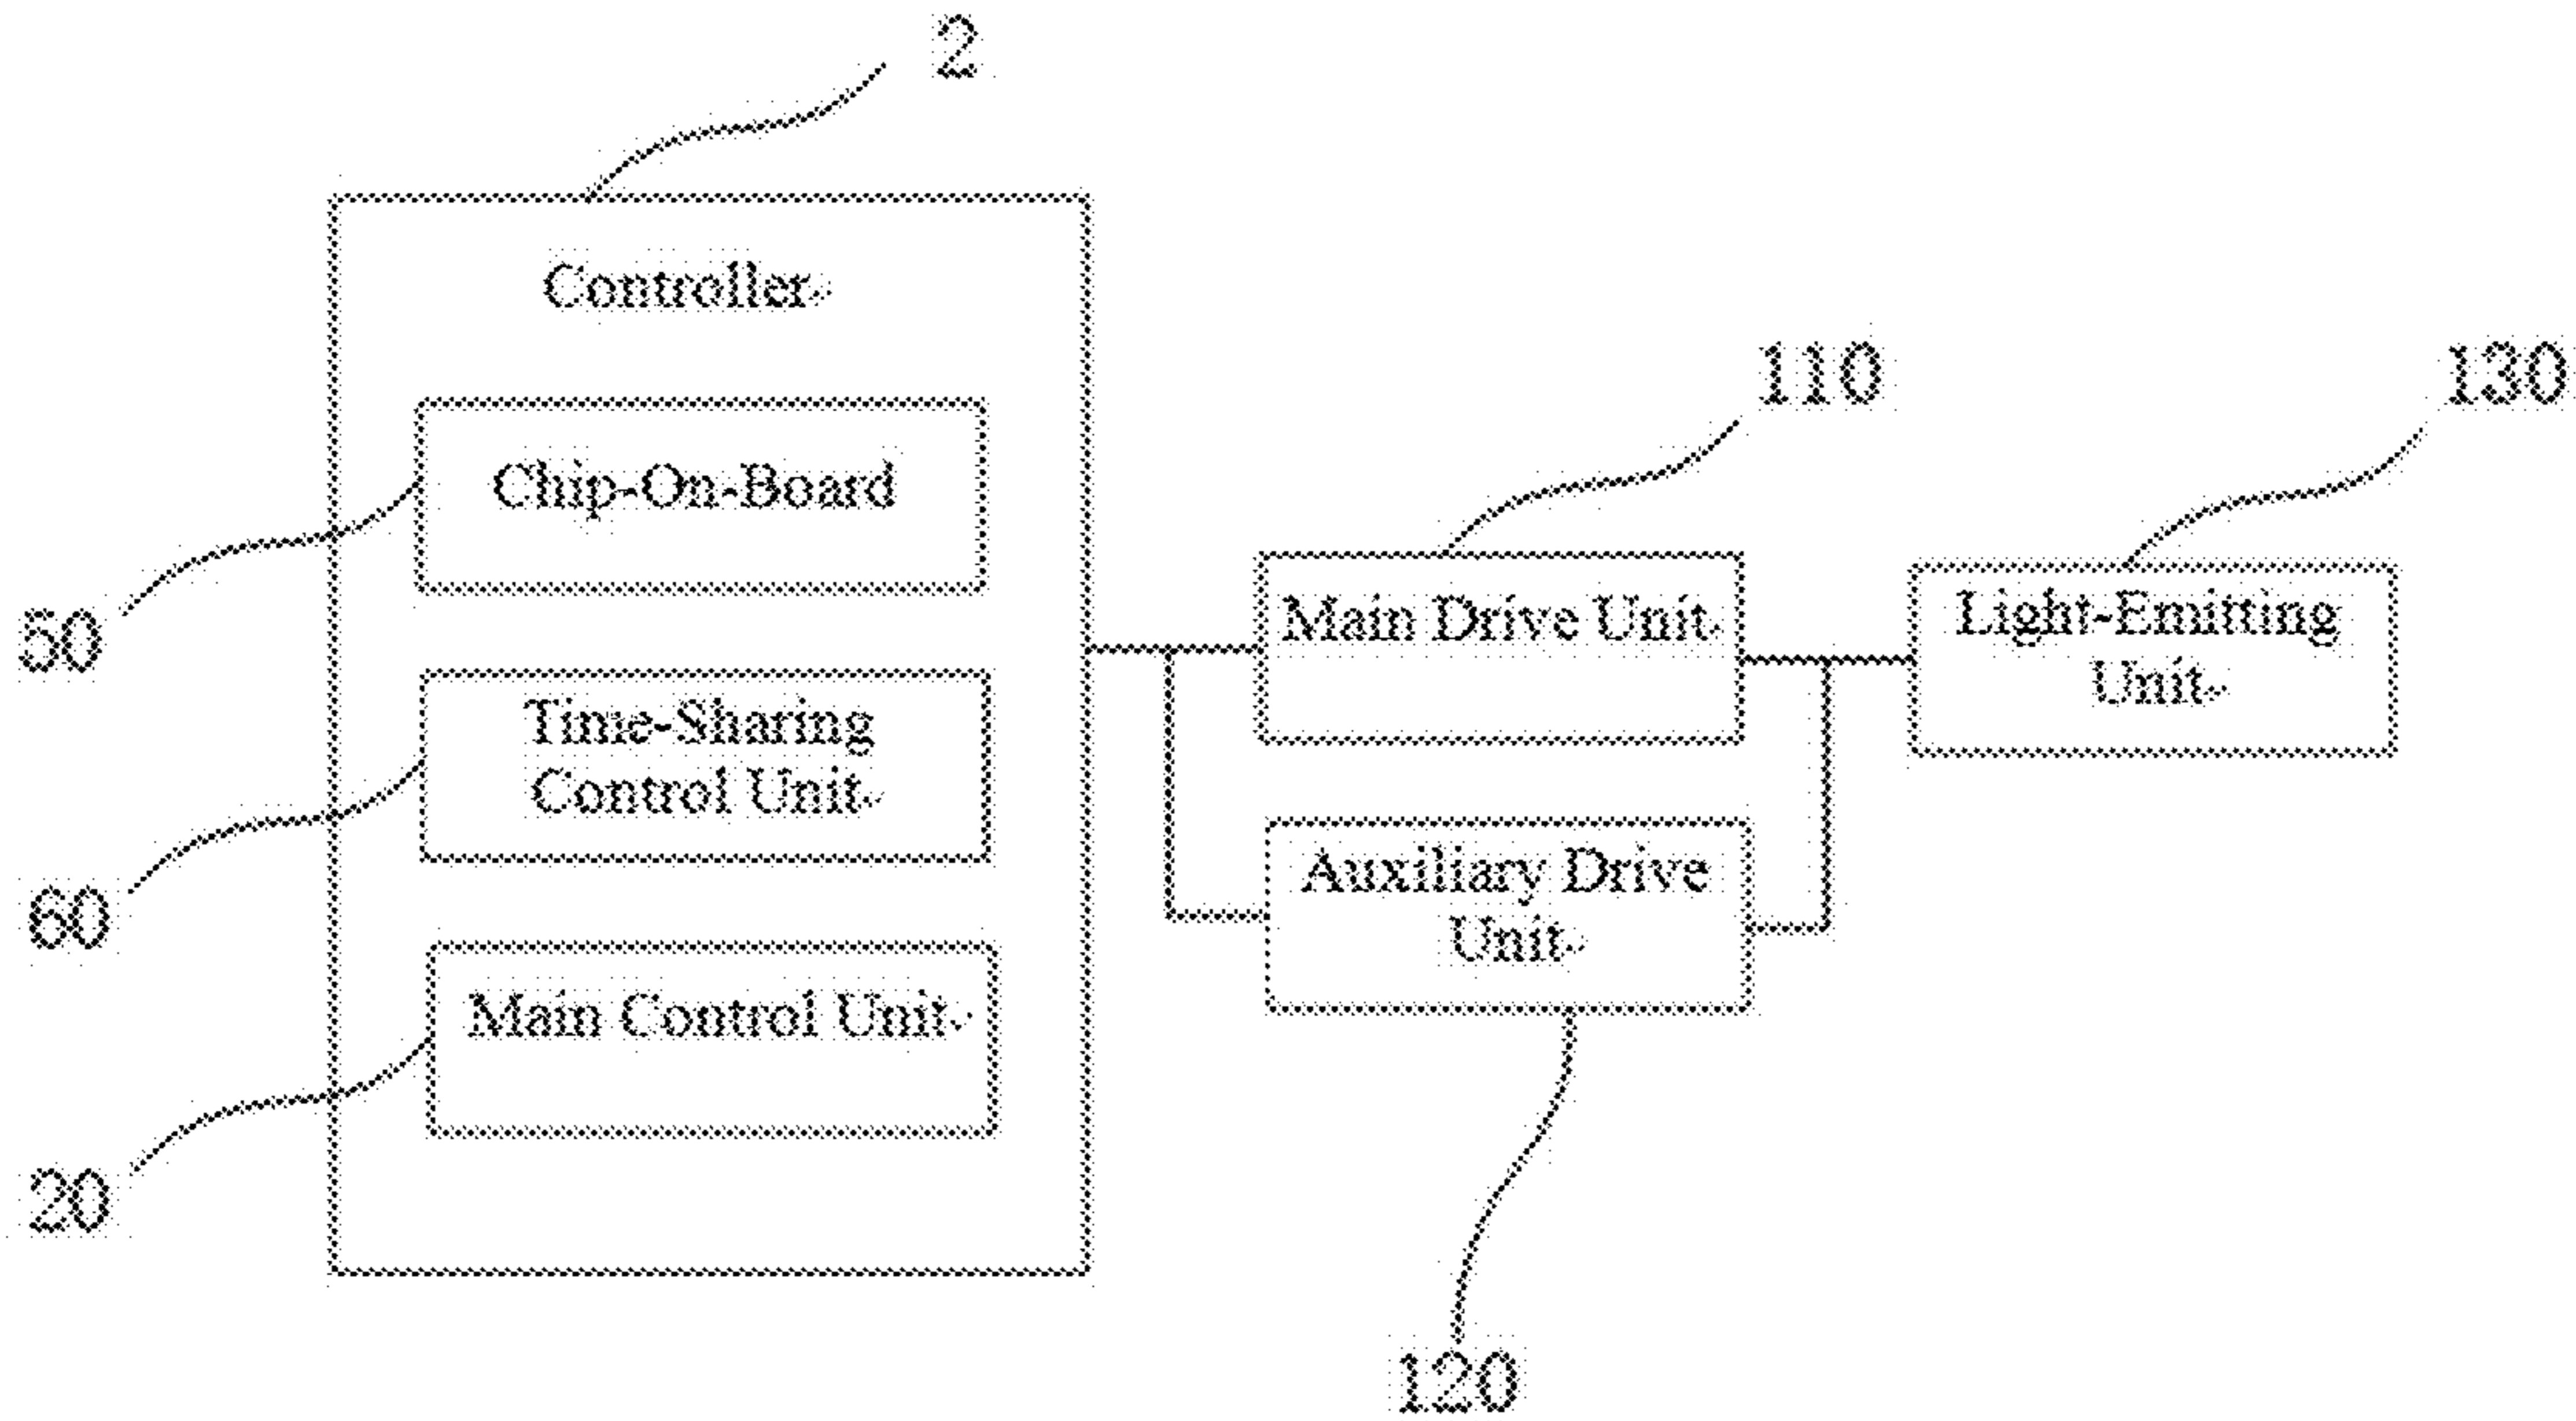 2
Controller
110
130
Chip-On-Board
50
Main Drive Unit
Light-Emitting
Unit
Time-Sharing
Control Unit
60
Auxiliary Drive
Unit
Main Control Unit
20
120